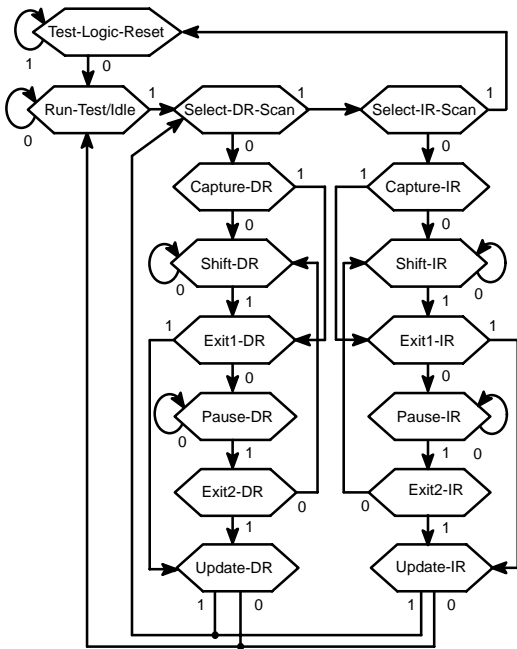 Test-Logic-Reset
1
0
Run-Test/Idle
1
Select-DR-Scan
1
Select-IR-Scan
1
0
0
0
Capture-DR
1
1
Capture-IR
0
0
Shift-DR
Shift-IR
0
0
1
1
1
Exit1-DR
Exit1-IR
1
0
0
Pause-DR
Pause-IR
0
0
1
1
Exit2-DR
0
0
Exit2-IR
1
1
Update-DR
Update-IR
1
0
1
0